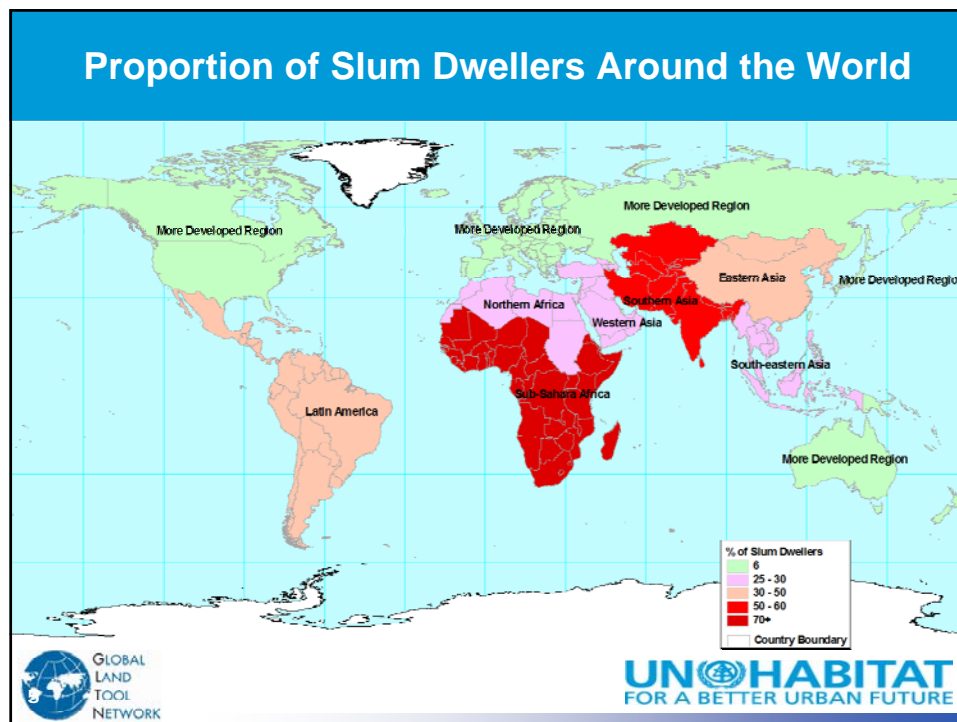 Proportion of Slum Dwellers Around the World
More Developed Region
More Developed Region
More Developed Region
Eastern Asia
More Developed Regio
Northern Africa
Southern Asia
Western Asia
South-eastern Asia
Sub-Sahara Africa
Latin America
More Developed Region
% of Slum Dwellers
6
25 - 30
30 - 50
50 - 60
70+
Country Boundary
GLOBAL
LAND
TOOL
NETWORK
UN HABITAT
FOR A BETTER URBAN FUTURE